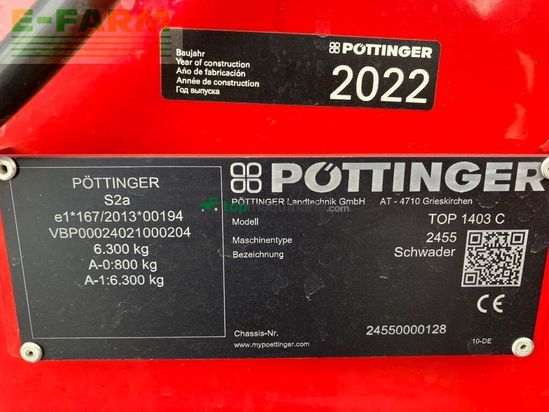 E-FARM
Baujahr
Year of construction
Año de fabricación
Année de construction
Год выпуска
PÖTTINGER
2022
PÖTTINGER
S2a
e1*167/2013*00194
VBP00024021000204
6.300 kg
A-0:800 kg
A-1:6.300 kg
PÖTTINGER
PÖTTINGER Landtechnik GmbH AT - 4710 Grieskirchen
Modell TOP 1403 C
Maschinentype 2455
Bezeichnung Schwader
CE
Chassis-Nr. 24550000128
www.mypoettinger.com 10-DE